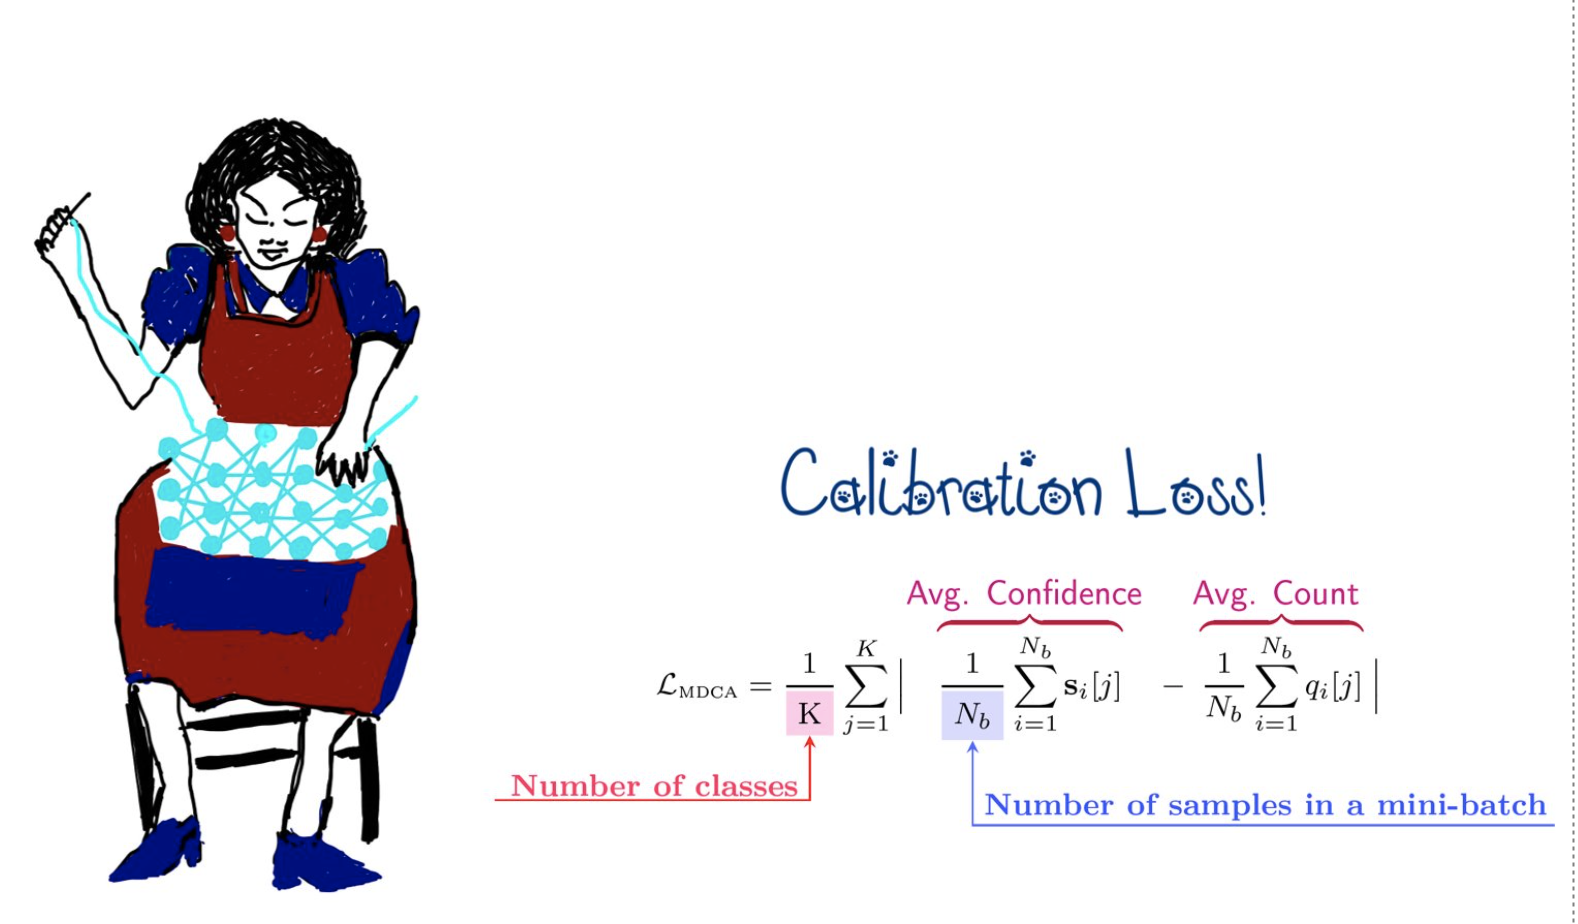 Calibration Loss!
Avg. Confidence Avg. Count
$\mathcal{L}_{\text{MDCA}} = \frac{1}{K} \sum_{j=1}^{K} \left| \frac{1}{N_b} \sum_{i=1}^{N_b} \mathbf{s}_i[j] - \frac{1}{N_b} \sum_{i=1}^{N_b} q_i[j] \right|$
Number of classes
Number of samples in a mini-batch